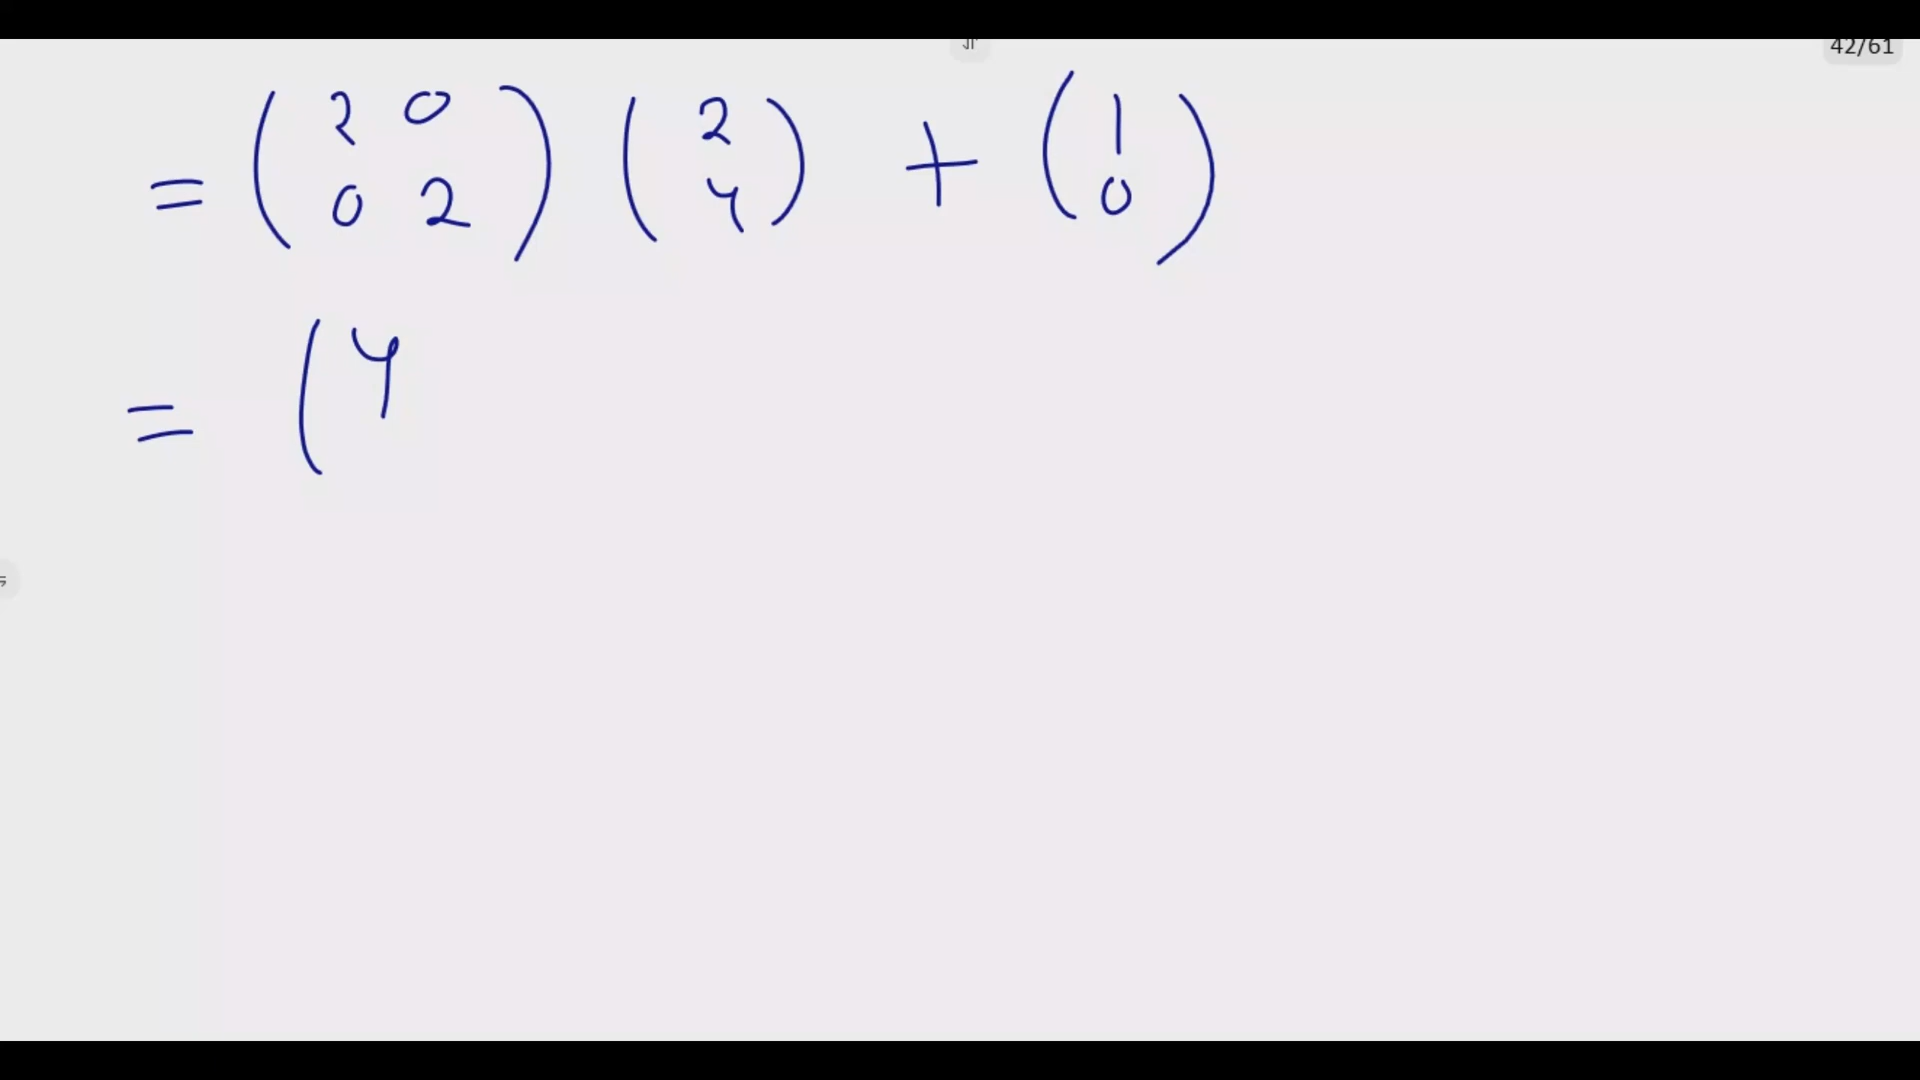 42/61
= ( 2 0 ) ( 2 ) + ( 1 )
0 2 4 0
= ( 4